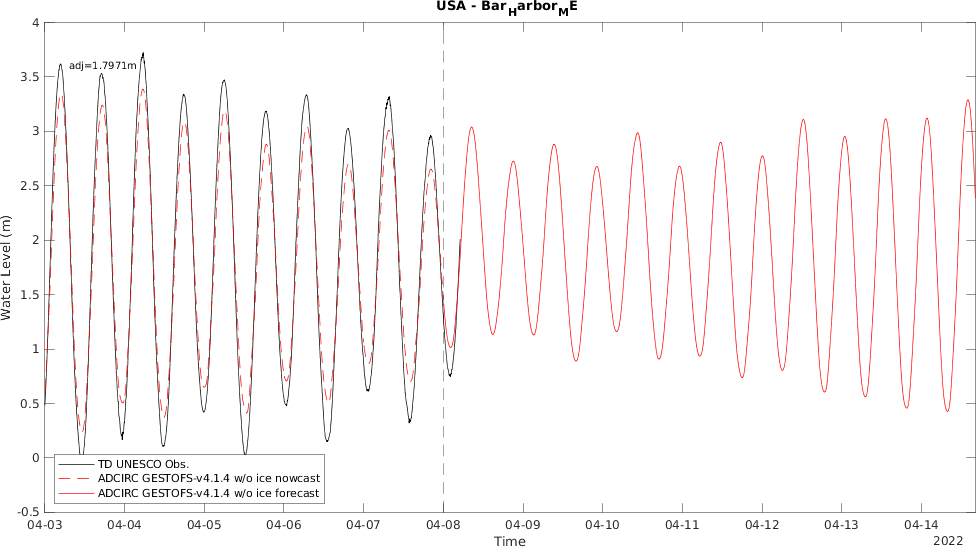 USA - Bar_Harbor_ME
4
adj=1.7971m
3.5
3
2.5
2
1.5
1
0.5
0
-0.5
Water Level (m)
TD UNESCO Obs.
ADCIRC GESTOFS-v4.1.4 w/o ice nowcast
ADCIRC GESTOFS-v4.1.4 w/o ice forecast
04-03 04-04 04-05 04-06 04-07 04-08 04-09 04-10 04-11 04-12 04-13 04-14
Time
2022